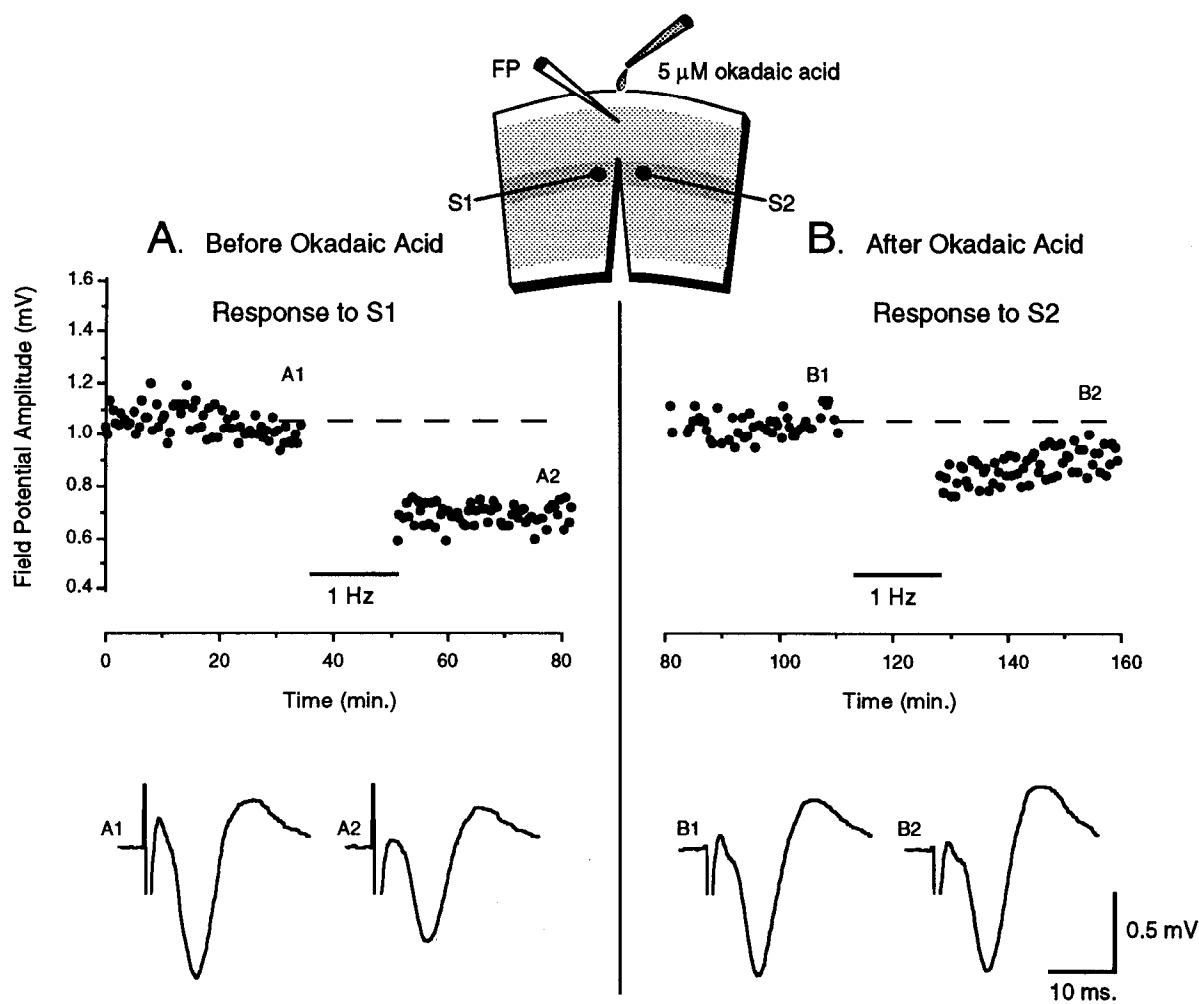 FP
5 µM okadaic acid
S1
S2
A. Before Okadaic Acid
Response to S1
Field Potential Amplitude (mV)
1.6
1.4
1.2
1.0
0.8
0.6
0.4
A1
A2
1 Hz
0 20 40 60 80
Time (min.)
B. After Okadaic Acid
Response to S2
B1
B2
1 Hz
80 100 120 140 160
Time (min.)
A1
A2
B1
B2
0.5 mV
10 ms.